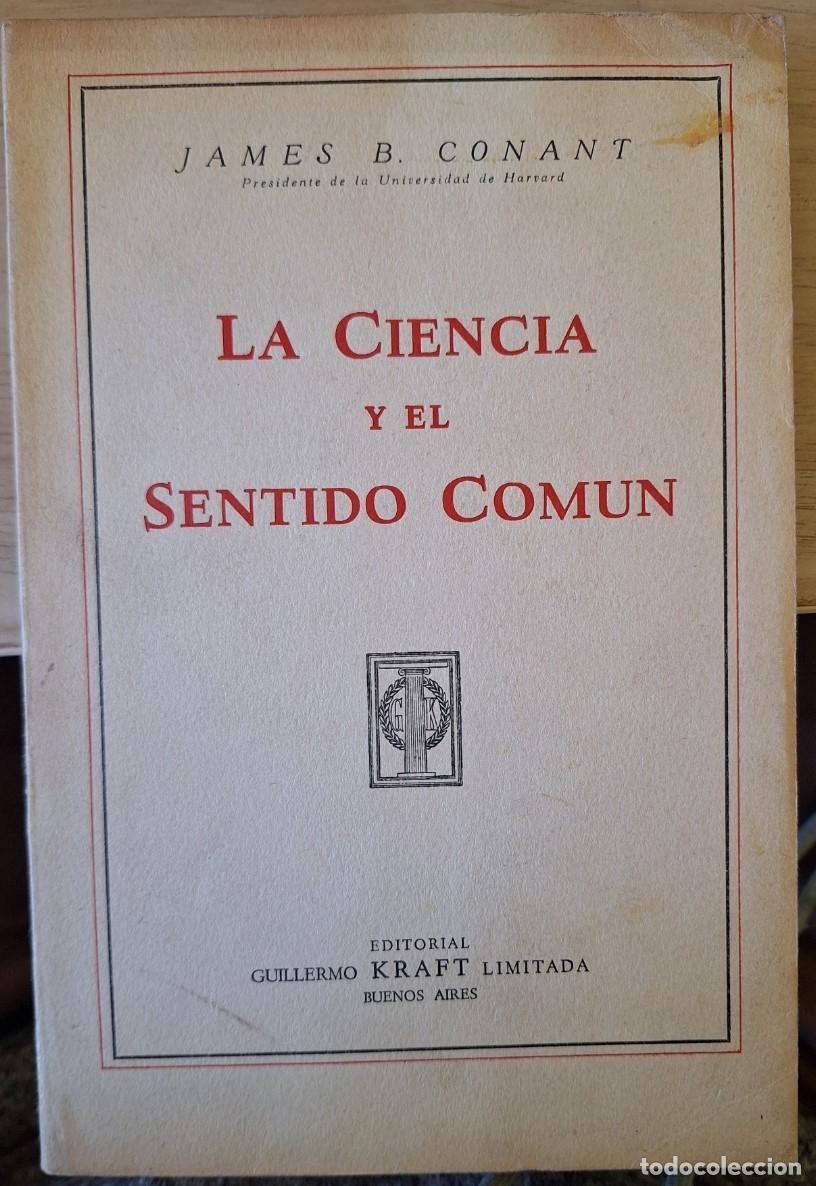 JAMES B. CONANT
Presidente de la Universidad de Harvard
LA CIENCIA
Y EL
SENTIDO COMUN
G K
EDITORIAL
GUILLERMO KRAFT LIMITADA
BUENOS AIRES
todocoleccion